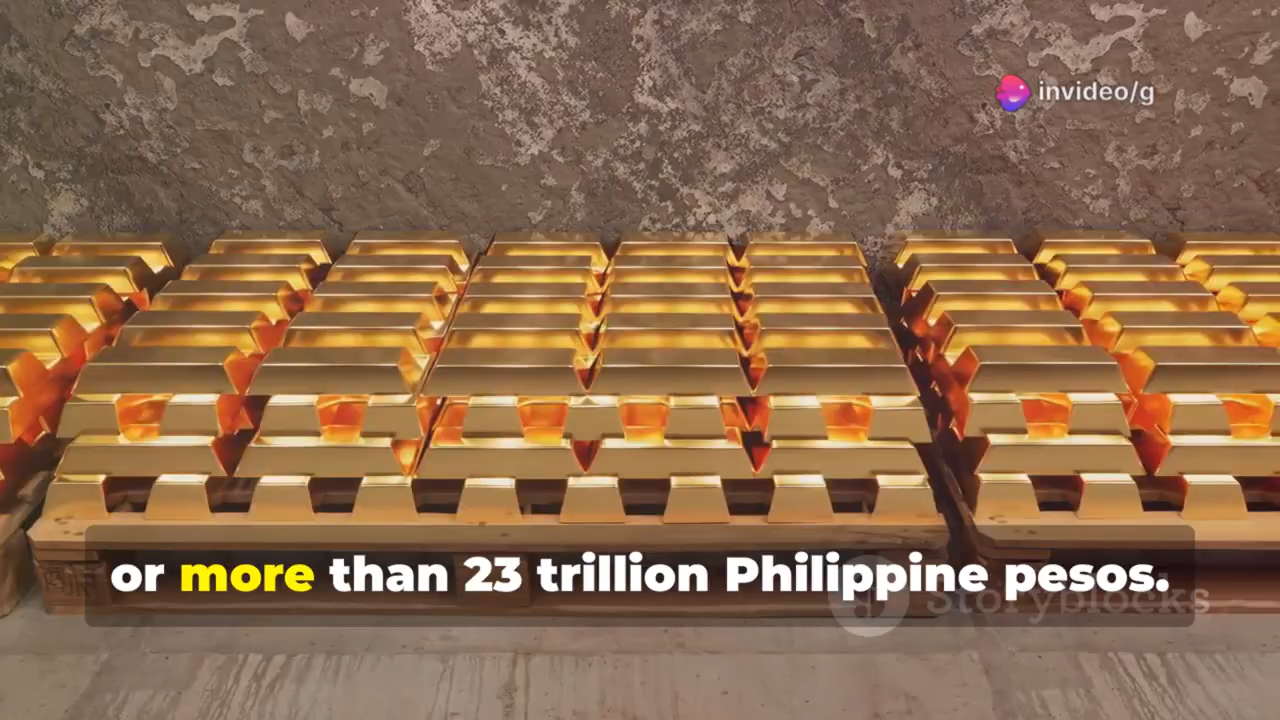 invideo/g
or more than 23 trillion Philippine pesos.
Storyblocks